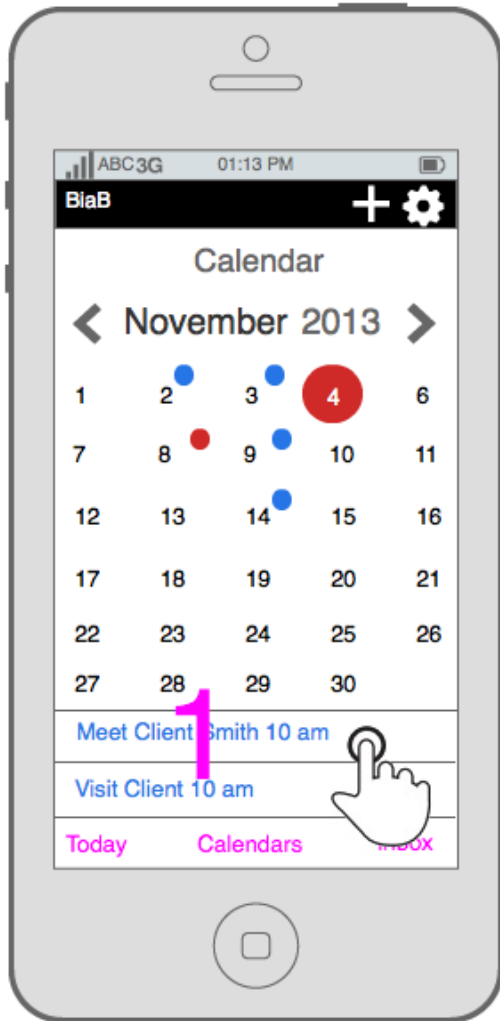 ABC 3G 01:13 PM
BiaB
Calendar
November 2013
1 2 3 4 6
7 8 9 10 11
12 13 14 15 16
17 18 19 20 21
22 23 24 25 26
27 28 29 30
1
Meet Client Smith 10 am
Visit Client 10 am
Today Calendars Inbox